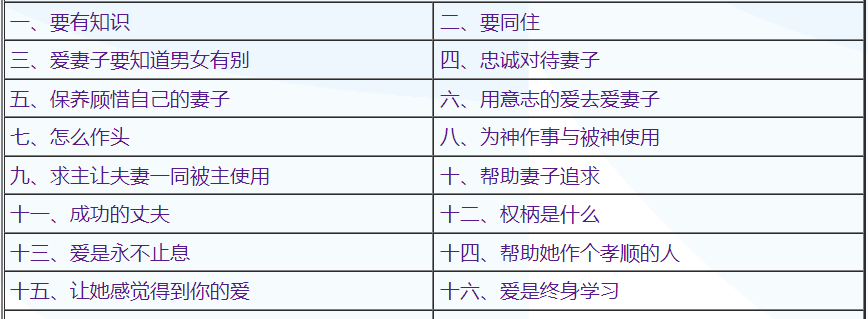 一、要有知识
二、要同住
三、爱妻子要知道男女有别
四、忠诚对待妻子
五、保养顾惜自己的妻子
六、用意志的爱去爱妻子
七、怎么作头
八、为神作事与被神使用
九、求主让夫妻一同被主使用
十、帮助妻子追求
十一、成功的丈夫
十二、权柄是什么
十三、爱是永不止息
十四、帮助她作个孝顺的人
十五、让她感觉得到你的爱
十六、爱是终身学习